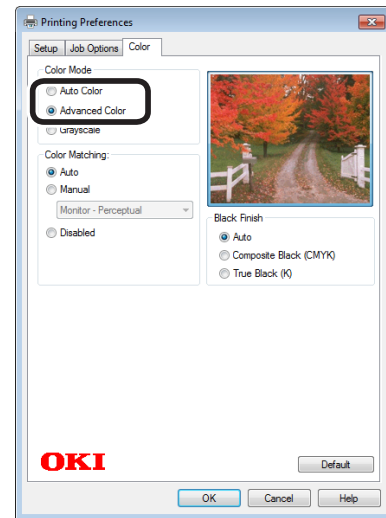 Printing Preferences
Setup Job Options Color
Color Mode
Auto Color
Advanced Color
Grayscale
Color Matching:
Auto
Manual
Monitor - Perceptual
Disabled
Black Finish
Auto
Composite Black (CMYK)
True Black (K)
OKI
Default
OK Cancel Help